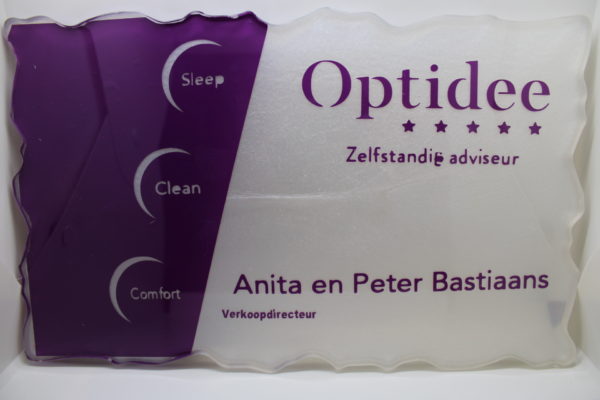 Sleep
Clean
Comfort
Optidee
Zelfstandig adviseur
Anita en Peter Bastiaans
Verkoopdirecteur